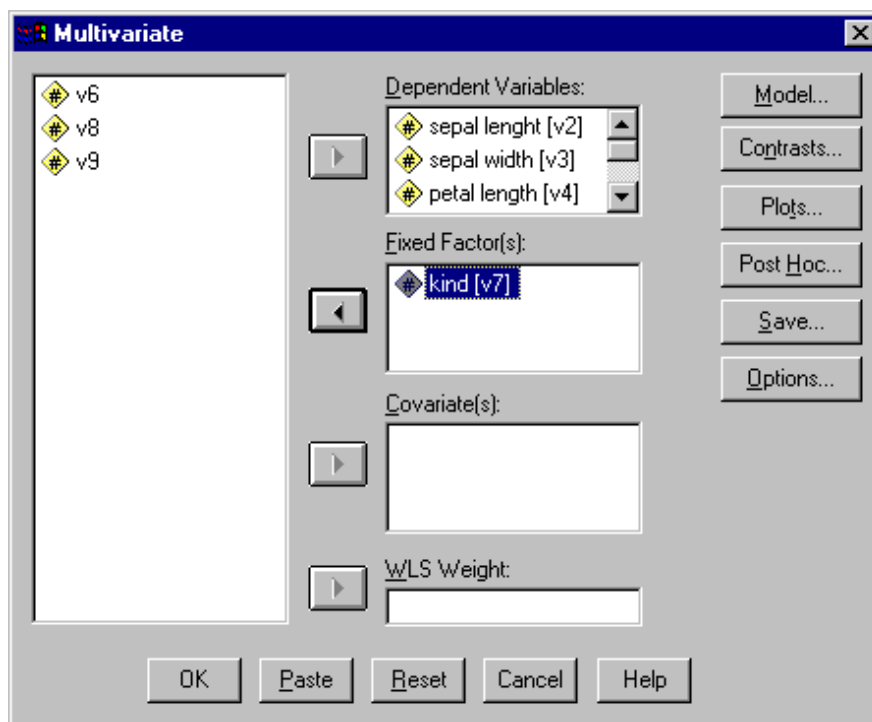 Multivariate
v6
v8
v9
Dependent Variables:
sepal lenght [v2]
sepal width [v3]
petal length [v4]
Fixed Factor(s):
kind [v7]
Covariate(s):
WLS Weight:
Model...
Contrasts...
Plots...
Post Hoc...
Save...
Options...
OK
Paste
Reset
Cancel
Help